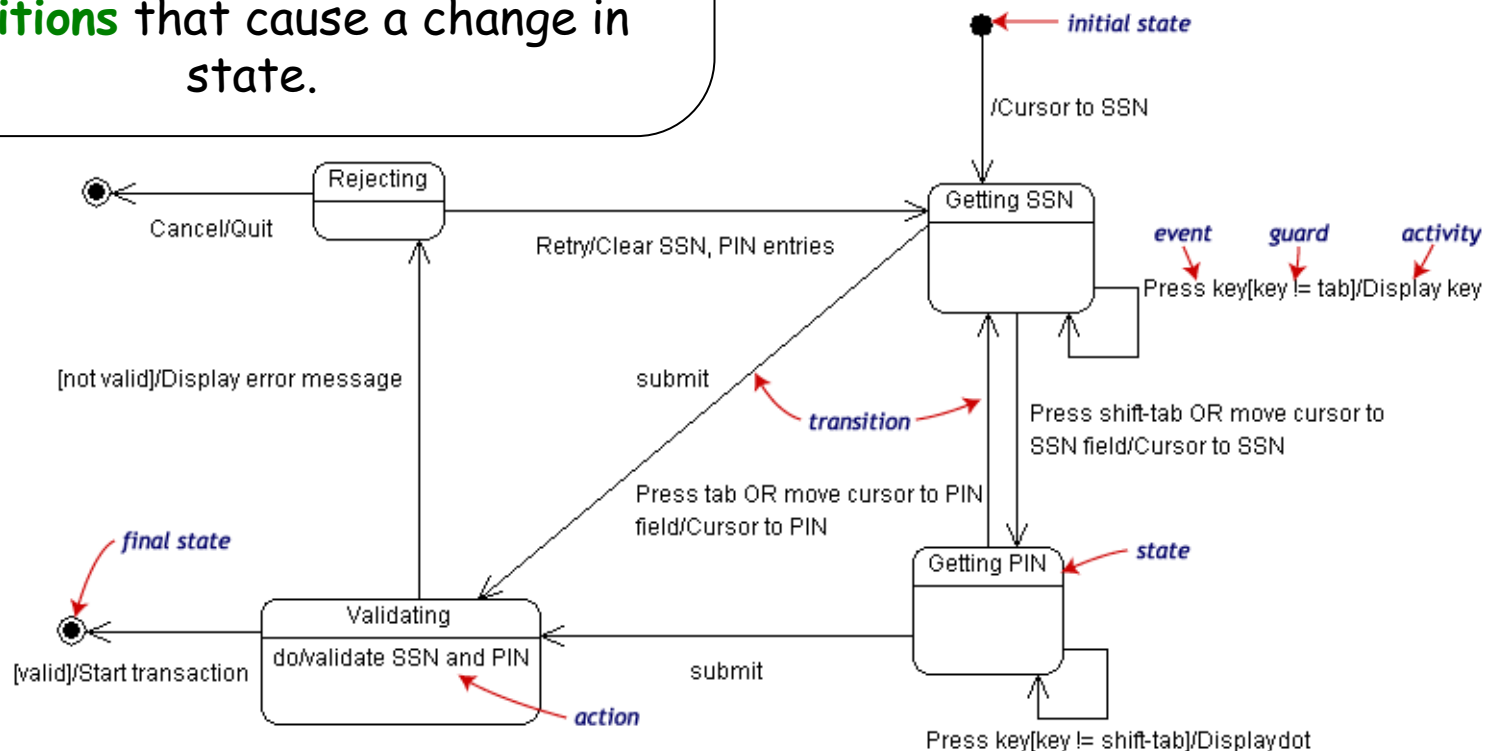 itions that cause a change in
state.
initial state
/Cursor to SSN
Rejecting
Getting SSN
Cancel/Quit
Retry/Clear SSN, PIN entries
event guard activity
Press key[key != tab]/Display key
[not valid]/Display error message
submit
transition
Press shift-tab OR move cursor to
SSN field/Cursor to SSN
Press tab OR move cursor to PIN
field/Cursor to PIN
final state
state
Getting PIN
Validating
do/validate SSN and PIN
[valid]/Start transaction
submit
action
Press key[key != shift-tab]/Displaydot